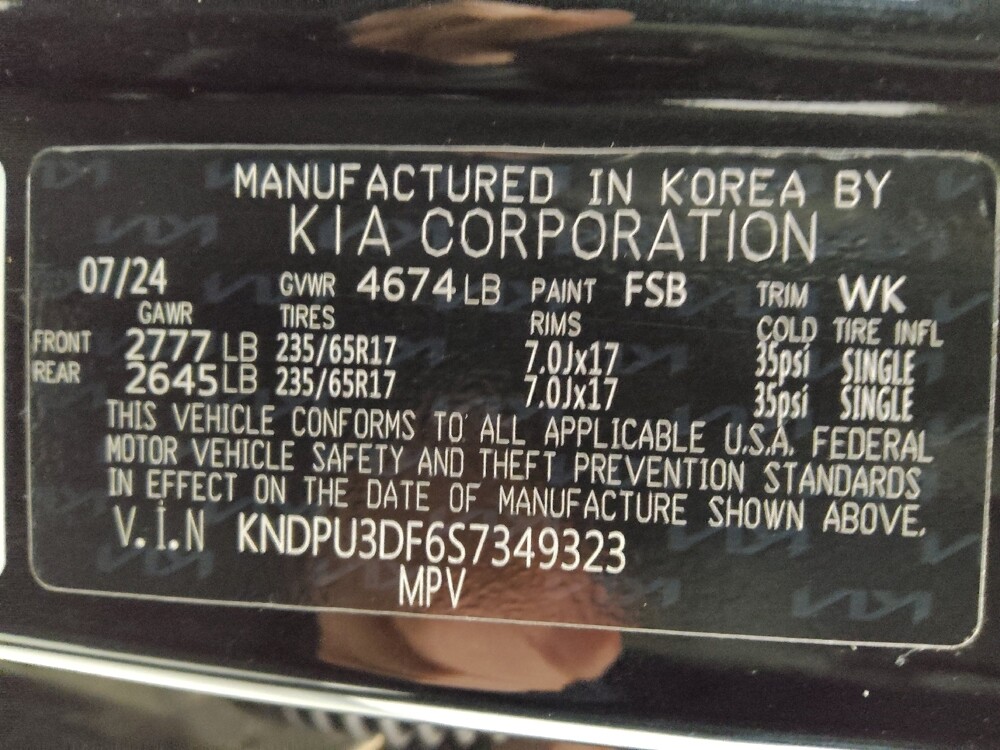 MANUFACTURED IN KOREA BY
KIA CORPORATION
07/24 GVWR 4674 LB PAINT FSB TRIM WK
GAWR TIRES RIMS COLD TIRE INFL
FRONT 2777 LB 235/65R17 7.0Jx17 35psi SINGLE
REAR 2645 LB 235/65R17 7.0Jx17 35psi SINGLE
THIS VEHICLE CONFORMS TO ALL APPLICABLE U.S.A. FEDERAL
MOTOR VEHICLE SAFETY AND THEFT PREVENTION STANDARDS
IN EFFECT ON THE DATE OF MANUFACTURE SHOWN ABOVE.
V.I.N KNDPU3DF6S7349323
MPV